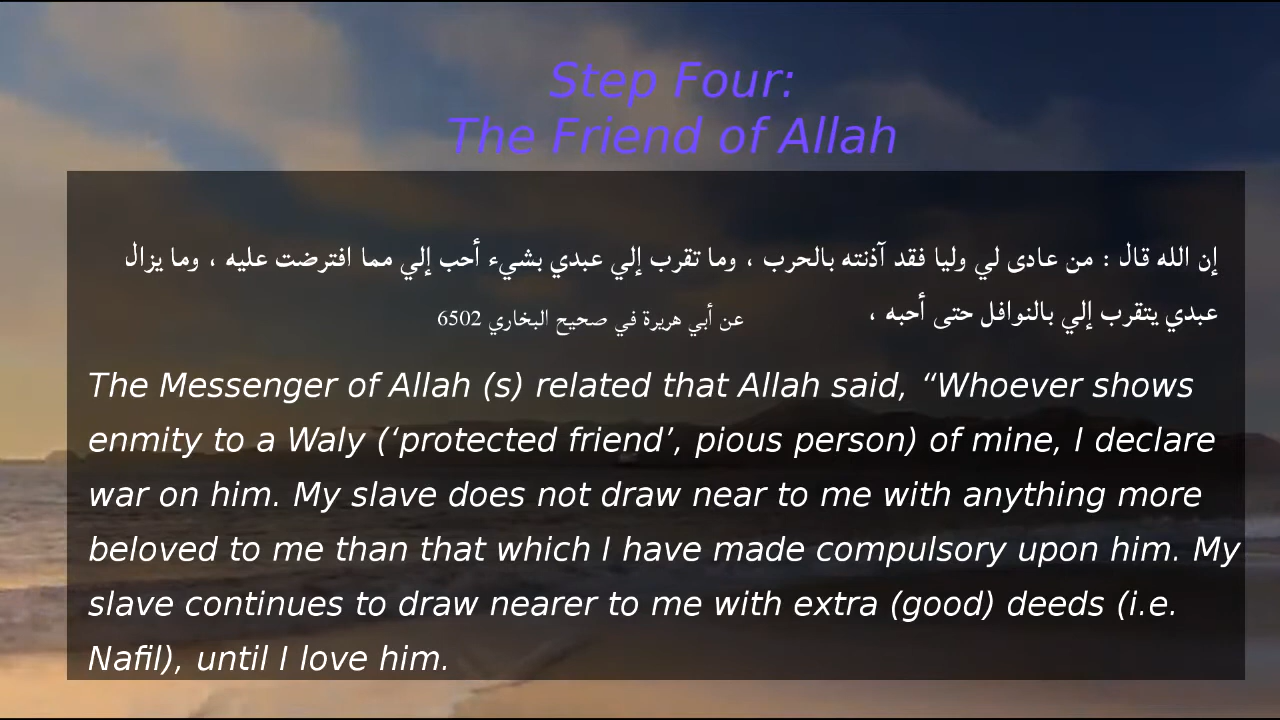 Step Four:
The Friend of Allah
إن الله قال : من عادى لي وليا فقد آذنته بالحرب ، وما تقرب إلي عبدي بشيء أحب إلي مما افترضت عليه ، وما يزال
عبدي يتقرب إلي بالنوافل حتى أحبه ، عن أبي هريرة في صحيح البخاري 6502
The Messenger of Allah (s) related that Allah said, “Whoever shows
enmity to a Waly (‘protected friend’, pious person) of mine, I declare
war on him. My slave does not draw near to me with anything more
beloved to me than that which I have made compulsory upon him. My
slave continues to draw nearer to me with extra (good) deeds (i.e.
Nafil), until I love him.